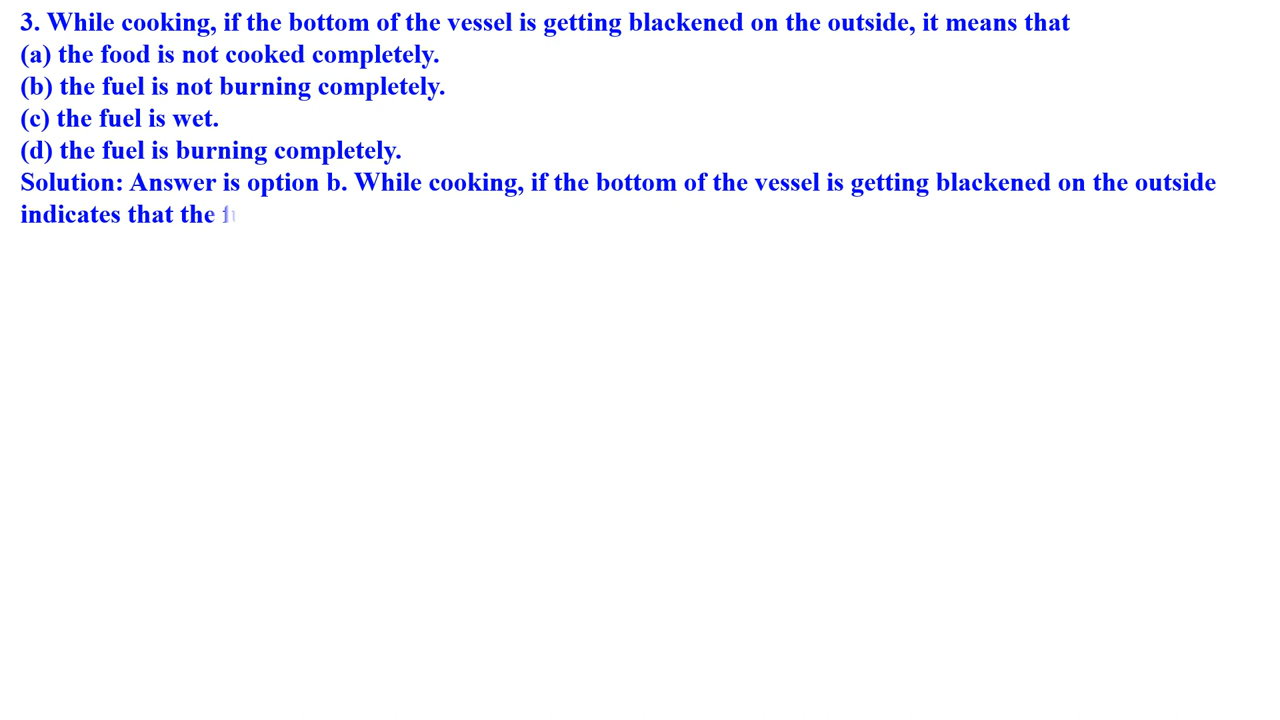 3. While cooking, if the bottom of the vessel is getting blackened on the outside, it means that
(a) the food is not cooked completely.
(b) the fuel is not burning completely.
(c) the fuel is wet.
(d) the fuel is burning completely.
Solution: Answer is option b. While cooking, if the bottom of the vessel is getting blackened on the outside
indicates that the